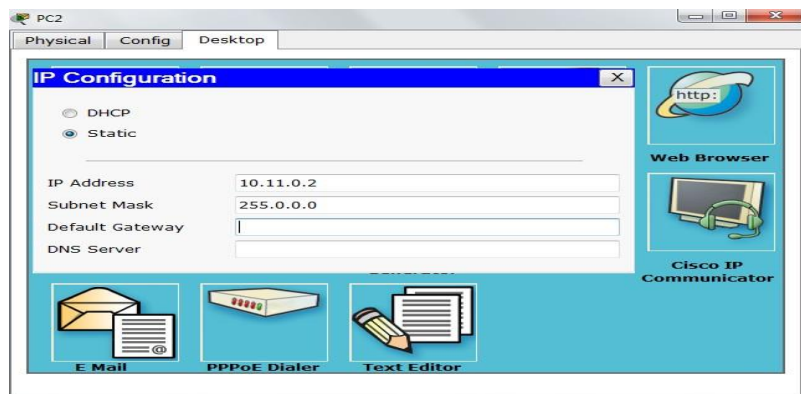 PC2
Physical Config Desktop
IP Configuration X
http:
DHCP
Static
Web Browser
IP Address 10.11.0.2
Subnet Mask 255.0.0.0
Default Gateway
DNS Server
Cisco IP
Communicator
@
E Mail PPPoE Dialer Text Editor